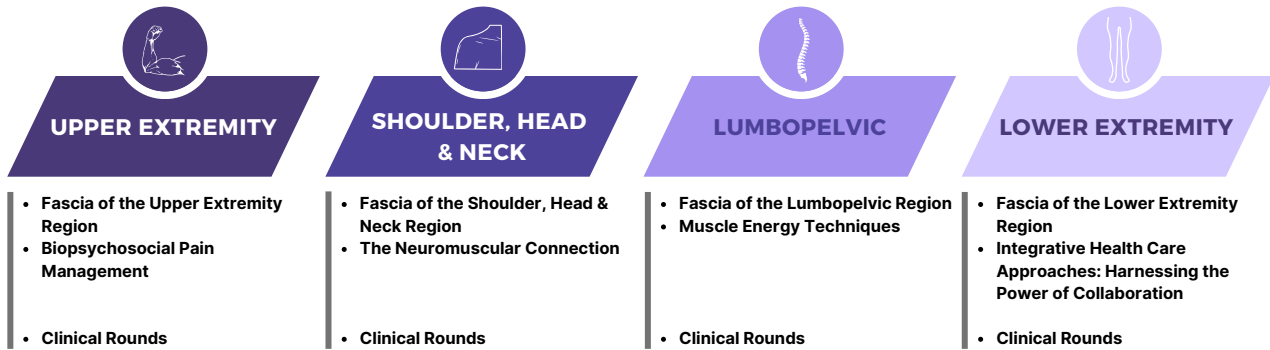 UPPER EXTREMITY
• Fascia of the Upper Extremity
Region
• Biopsychosocial Pain
Management
• Clinical Rounds
SHOULDER, HEAD
& NECK
• Fascia of the Shoulder, Head &
Neck Region
• The Neuromuscular Connection
• Clinical Rounds
LUMBOPELVIC
• Fascia of the Lumbopelvic Region
• Muscle Energy Techniques
• Clinical Rounds
LOWER EXTREMITY
• Fascia of the Lower Extremity
Region
• Integrative Health Care
Approaches: Harnessing the
Power of Collaboration
• Clinical Rounds